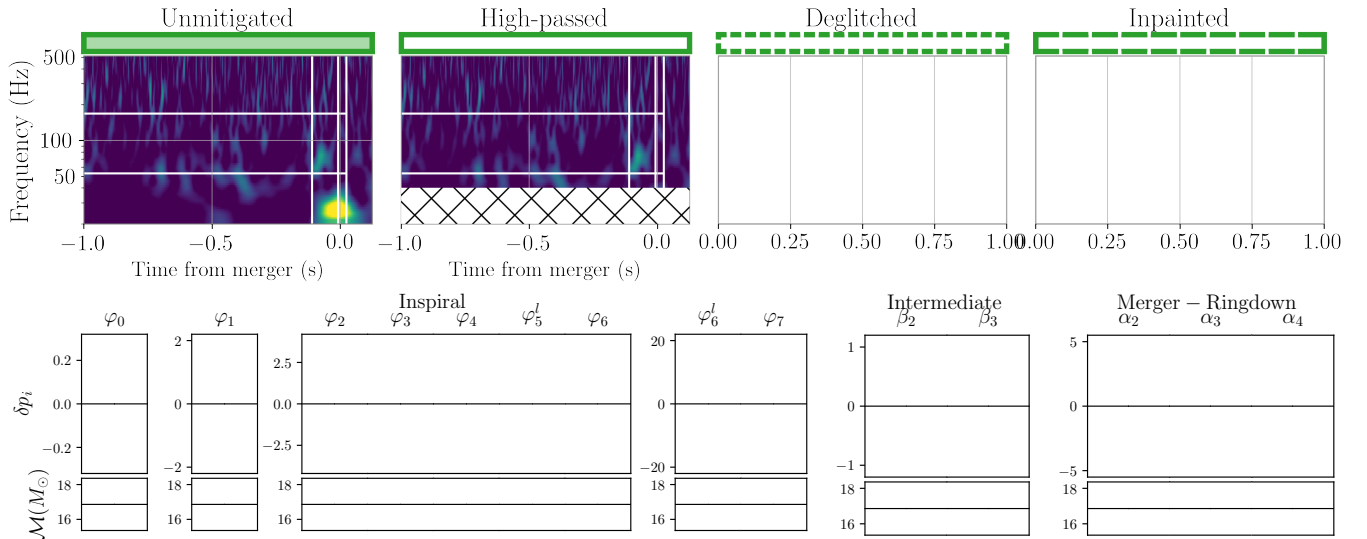 Unmitigated High-passed Deglitched Inpainted
Frequency (Hz)
500
100
50
−1.0 −0.5 0.0 −1.0 −0.5 0.0 0.00 0.25 0.50 0.75 1.00 0.00 0.25 0.50 0.75 1.00
Time from merger (s) Time from merger (s)
Inspiral Intermediate Merger − Ringdown
φ₀ φ₁ φ₂ φ₃ φ₄ φ₅ˡ φ₆ φ₆ˡ φ₇ β₂ β₃ α₂ α₃ α₄
δpᵢ
0.2 2 2.5 20 1 5
0.0 0 0.0 0 0 0
−0.2 −2 −2.5 −20 −1 −5
ℳ(M⊙)
18 18 18 18 18 18
16 16 16 16 16 16